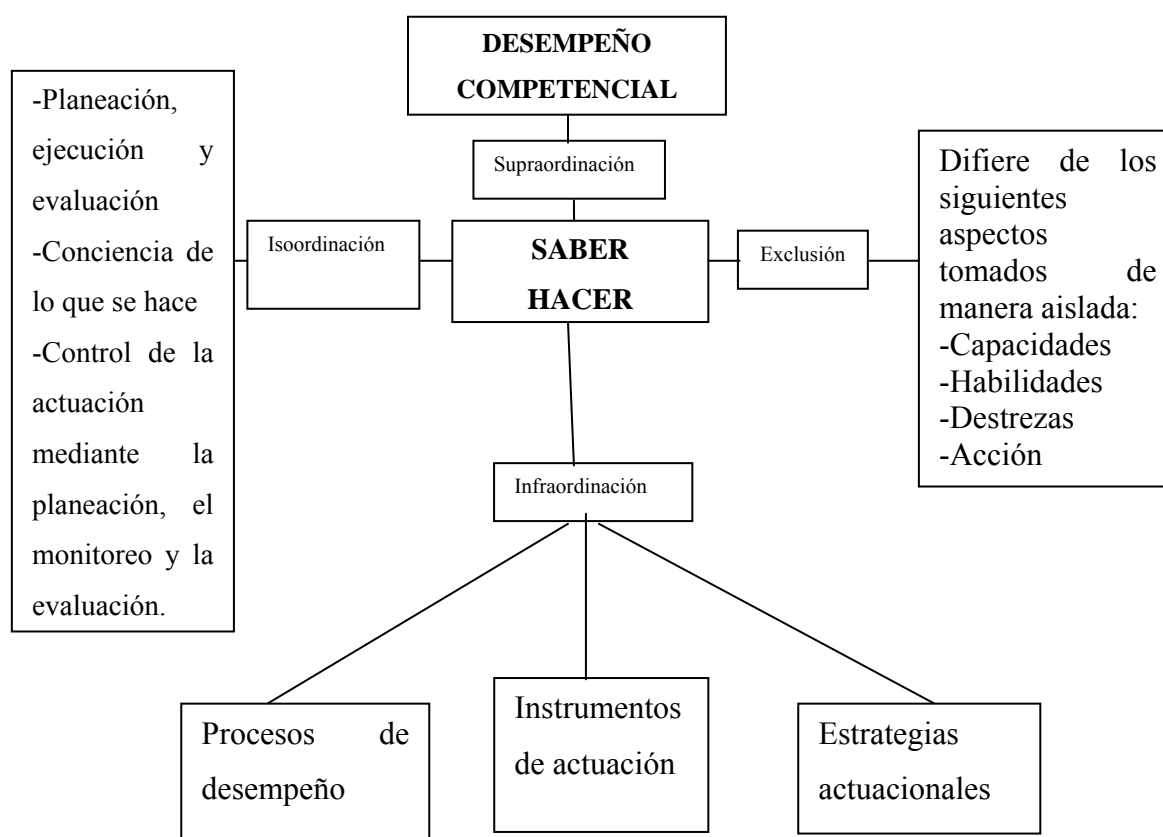 DESEMPEÑO
COMPETENCIAL
Supraordinación
-Planeación,
ejecución y
evaluación
-Conciencia de
lo que se hace
-Control de la
actuación
mediante la
planeación, el
monitoreo y la
evaluación.
Isoordinación
SABER
HACER
Exclusión
Difiere de los
siguientes
aspectos
tomados de
manera aislada:
-Capacidades
-Habilidades
-Destrezas
-Acción
Infraordinación
Procesos de
desempeño
Instrumentos
de actuación
Estrategias
actuacionales